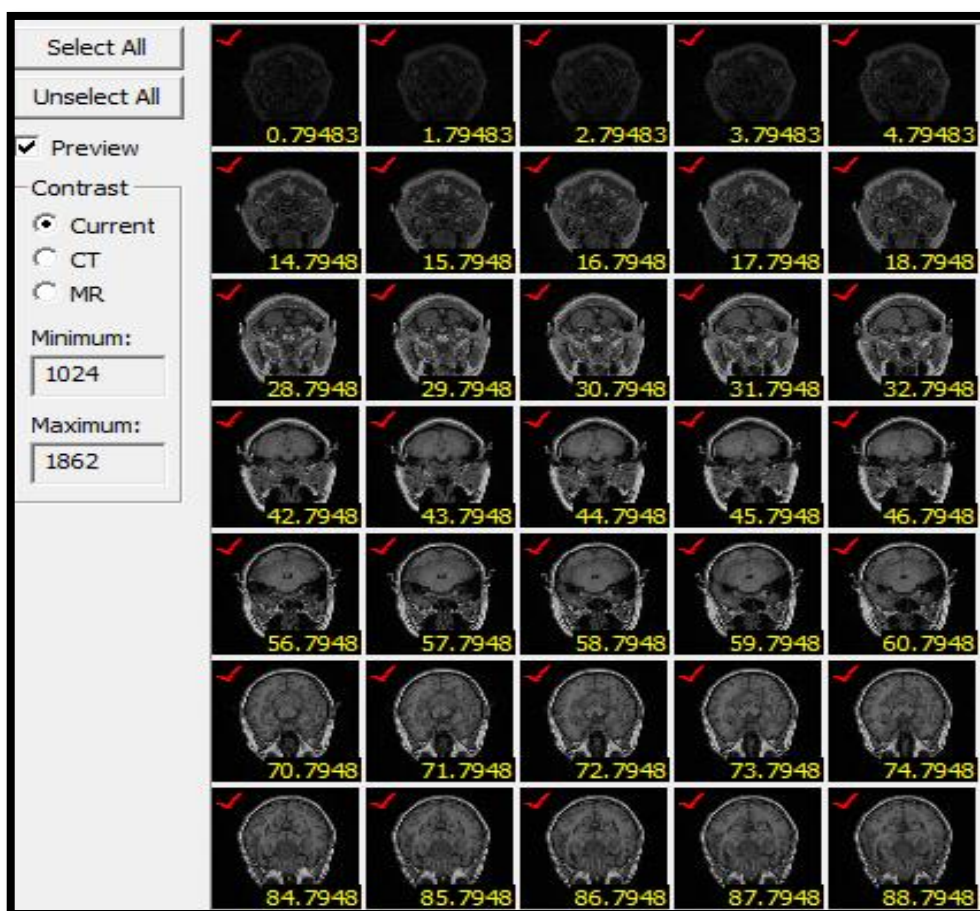 Select All
Unselect All
Preview
Contrast
Current
CT
MR
Minimum:
1024
Maximum:
1862
0.79483 1.79483 2.79483 3.79483 4.79483
14.7948 15.7948 16.7948 17.7948 18.7948
28.7948 29.7948 30.7948 31.7948 32.7948
42.7948 43.7948 44.7948 45.7948 46.7948
56.7948 57.7948 58.7948 59.7948 60.7948
70.7948 71.7948 72.7948 73.7948 74.7948
84.7948 85.7948 86.7948 87.7948 88.7948